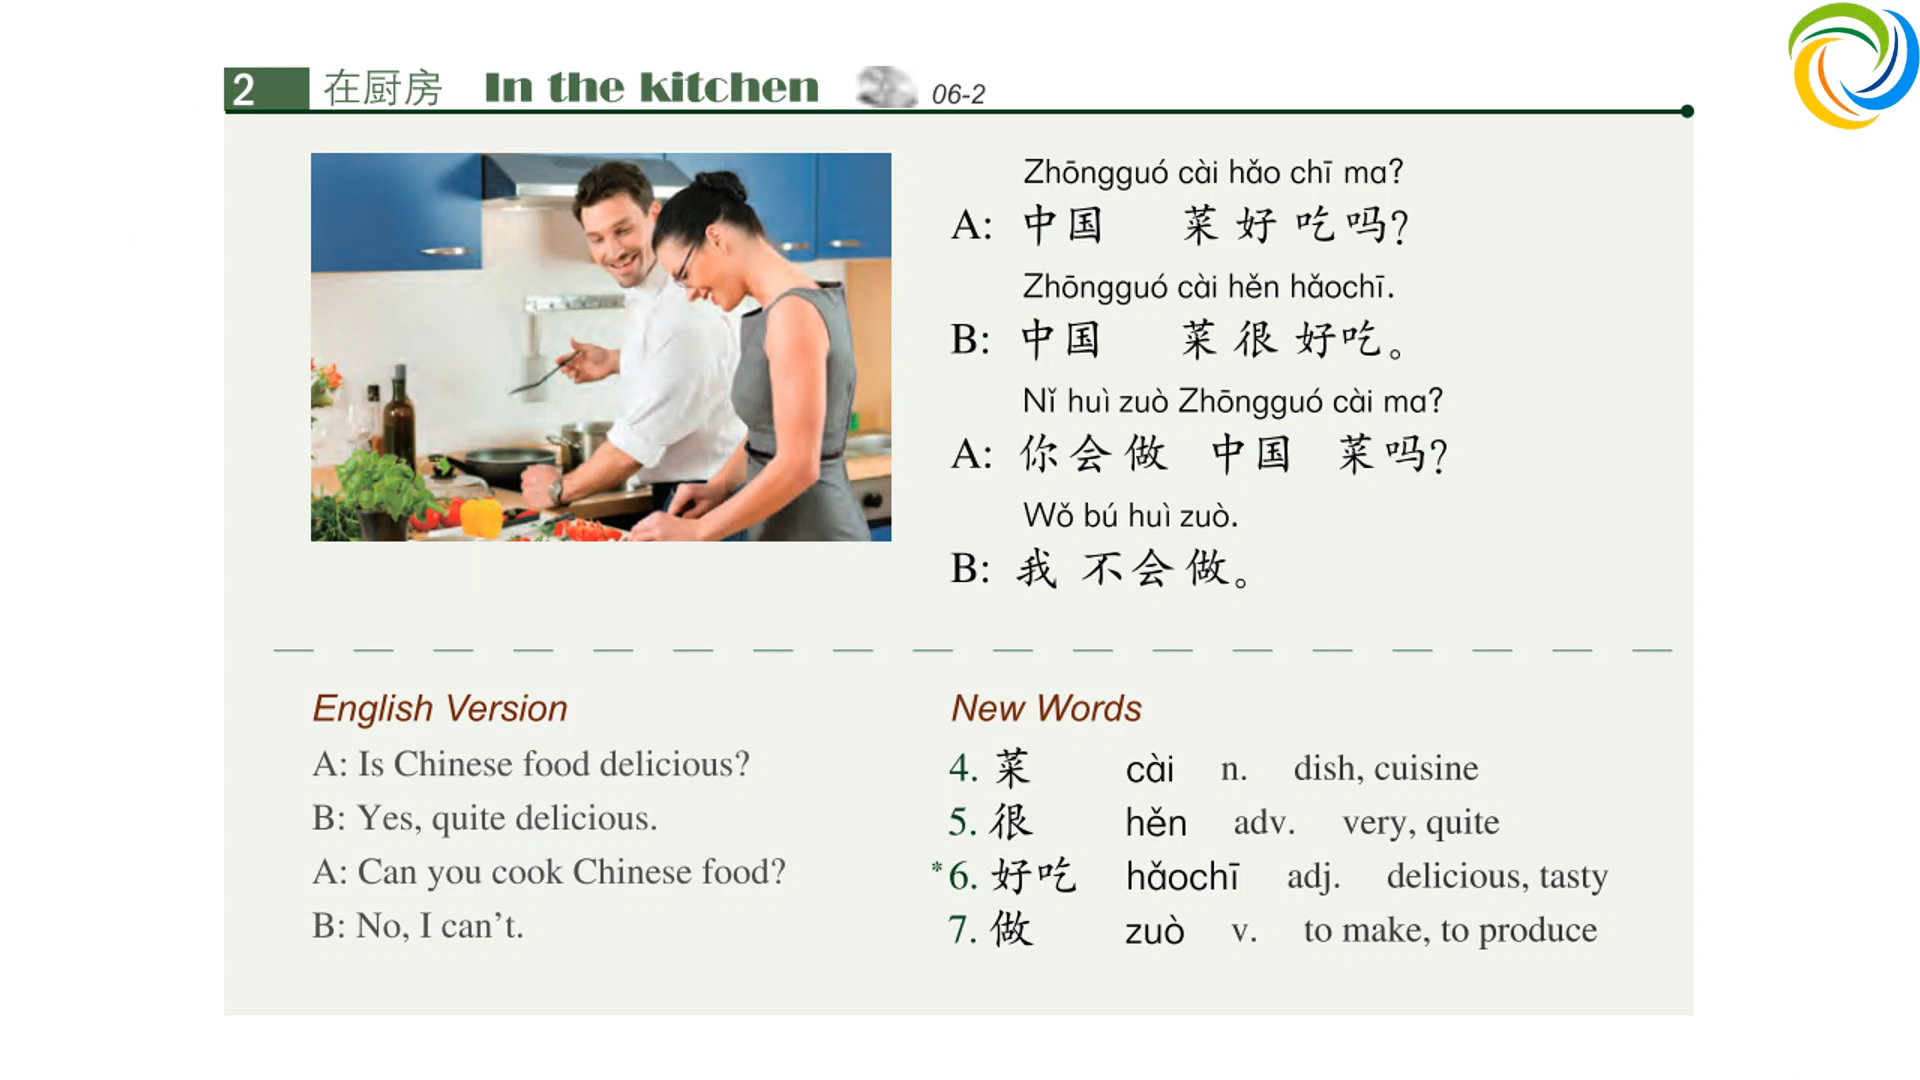 2 在厨房 In the kitchen 06-2
Zhōngguó cài hǎo chī ma?
A: 中国 菜 好 吃 吗?
Zhōngguó cài hěn hǎochī.
B: 中国 菜 很 好吃。
Nǐ huì zuò Zhōngguó cài ma?
A: 你 会 做 中国 菜 吗?
Wǒ bú huì zuò.
B: 我 不 会 做。
English Version
A: Is Chinese food delicious?
B: Yes, quite delicious.
A: Can you cook Chinese food?
B: No, I can't.
New Words
4. 菜 cài n. dish, cuisine
5. 很 hěn adv. very, quite
*6. 好吃 hǎochī adj. delicious, tasty
7. 做 zuò v. to make, to produce